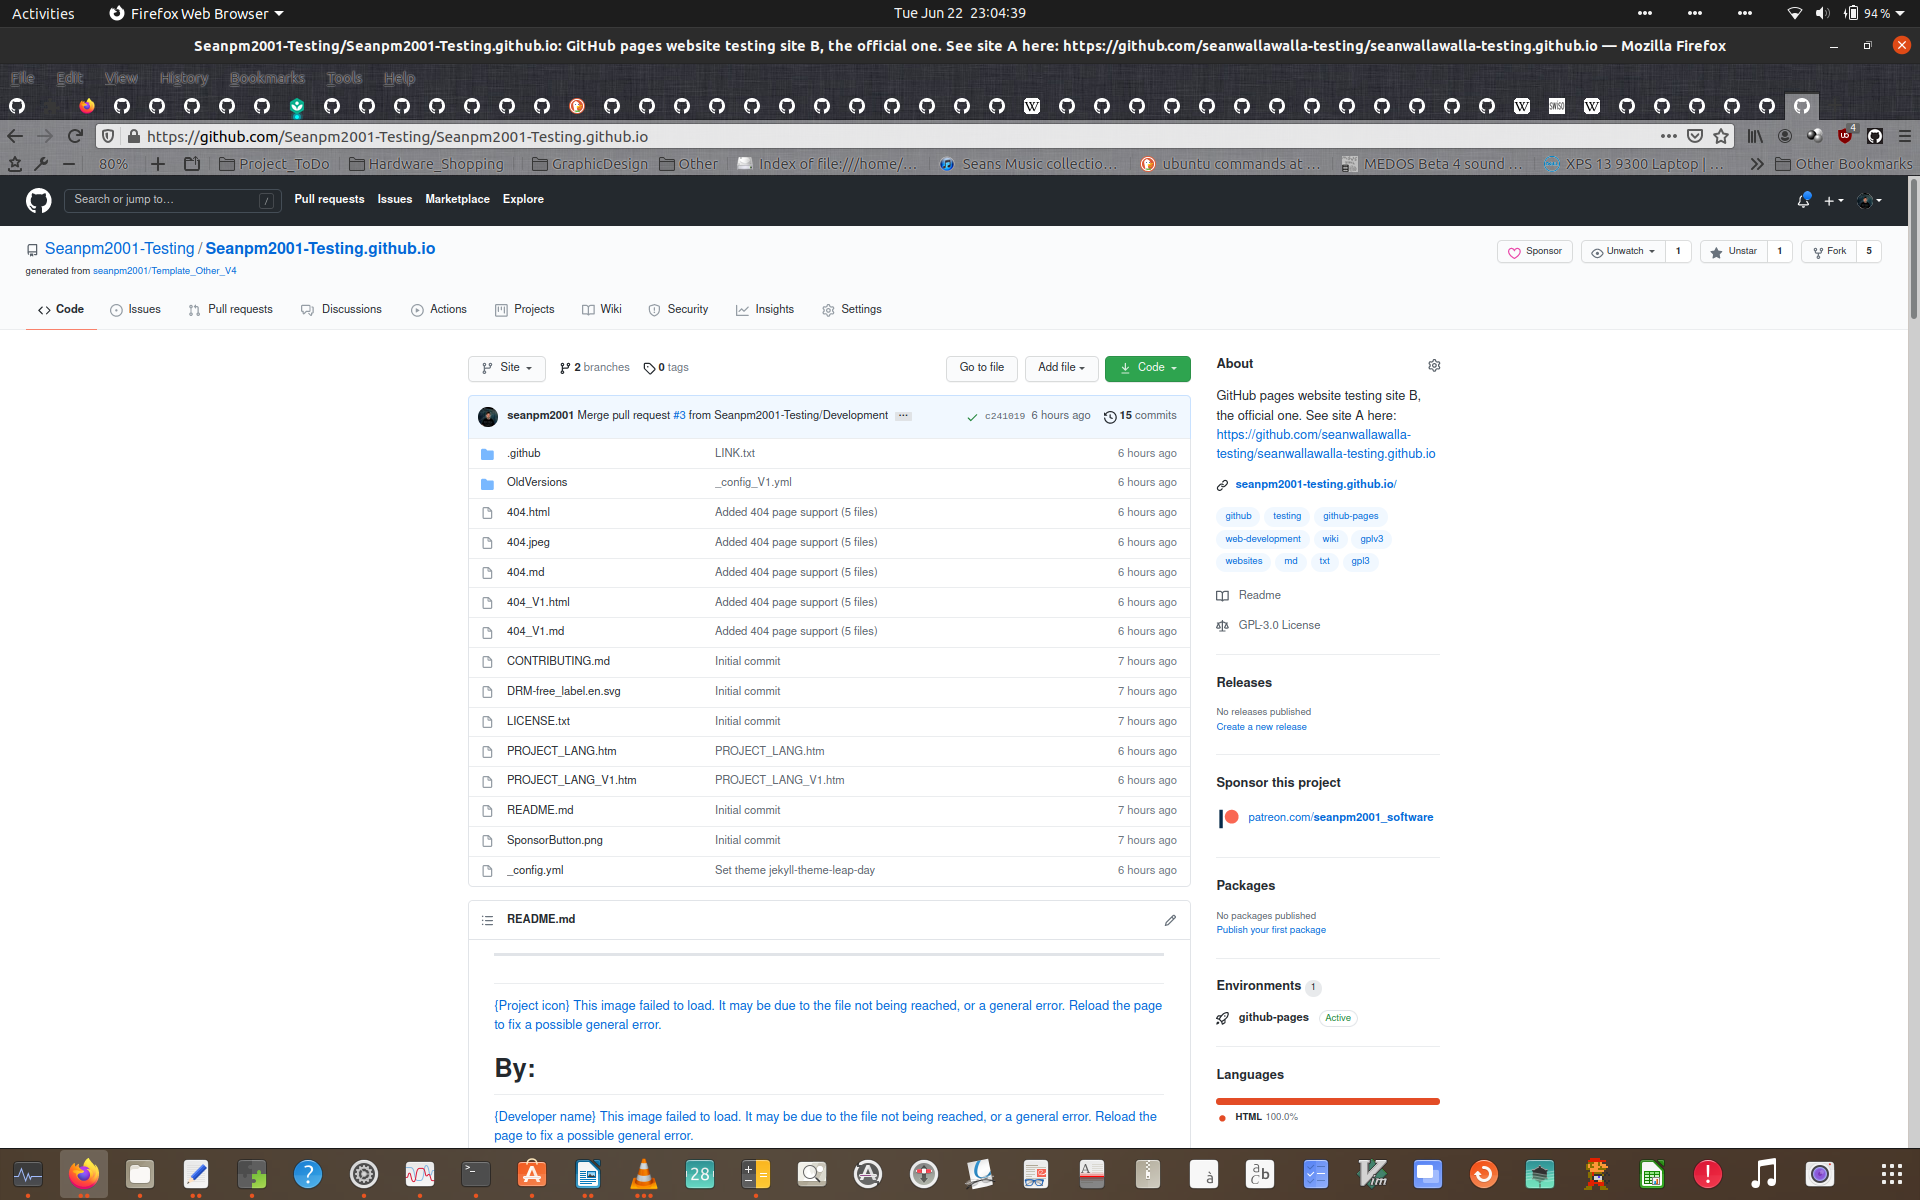 Activities
Firefox Web Browser
Tue Jun 22 23:04:39
94 %
Seanpm2001-Testing/Seanpm2001-Testing.github.io: GitHub pages website testing site B, the official one. See site A here: https://github.com/seanwallawalla-testing/seanwallawalla-testing.github.io — Mozilla Firefox
File Edit View History Bookmarks Tools Help
https://github.com/Seanpm2001-Testing/Seanpm2001-Testing.github.io
4
80%
Project_ToDo
Hardware_Shopping
GraphicDesign
Other
Index of file:///home/...
Seans Music collectio...
ubuntu commands at ...
MEDOS Beta 4 sound ...
XPS 13 9300 Laptop | ...
Other Bookmarks
Search or jump to...
/
Pull requests Issues Marketplace Explore
Seanpm2001-Testing / Seanpm2001-Testing.github.io
generated from seanpm2001/Template_Other_V4
Sponsor
Unwatch 1
Unstar 1
Fork 5
Code
Issues
Pull requests
Discussions
Actions
Projects
Wiki
Security
Insights
Settings
Site
2 branches
0 tags
Go to file
Add file
Code
seanpm2001 Merge pull request #3 from Seanpm2001-Testing/Development ... c241019 6 hours ago 15 commits
.github LINK.txt 6 hours ago
OldVersions _config_V1.yml 6 hours ago
404.html Added 404 page support (5 files) 6 hours ago
404.jpeg Added 404 page support (5 files) 6 hours ago
404.md Added 404 page support (5 files) 6 hours ago
404_V1.html Added 404 page support (5 files) 6 hours ago
404_V1.md Added 404 page support (5 files) 6 hours ago
CONTRIBUTING.md Initial commit 7 hours ago
DRM-free_label.en.svg Initial commit 7 hours ago
LICENSE.txt Initial commit 7 hours ago
PROJECT_LANG.htm PROJECT_LANG.htm 6 hours ago
PROJECT_LANG_V1.htm PROJECT_LANG_V1.htm 6 hours ago
README.md Initial commit 7 hours ago
SponsorButton.png Initial commit 7 hours ago
_config.yml Set theme jekyll-theme-leap-day 6 hours ago
README.md
{Project icon} This image failed to load. It may be due to the file not being reached, or a general error. Reload the page
to fix a possible general error.
By:
{Developer name} This image failed to load. It may be due to the file not being reached, or a general error. Reload the
page to fix a possible general error.
About
GitHub pages website testing site B,
the official one. See site A here:
https://github.com/seanwallawalla-
testing/seanwallawalla-testing.github.io
seanpm2001-testing.github.io/
github testing github-pages
web-development wiki gplv3
websites md txt gpl3
Readme
GPL-3.0 License
Releases
No releases published
Create a new release
Sponsor this project
patreon.com/seanpm2001_software
Packages
No packages published
Publish your first package
Environments 1
github-pages Active
Languages
HTML 100.0%
28